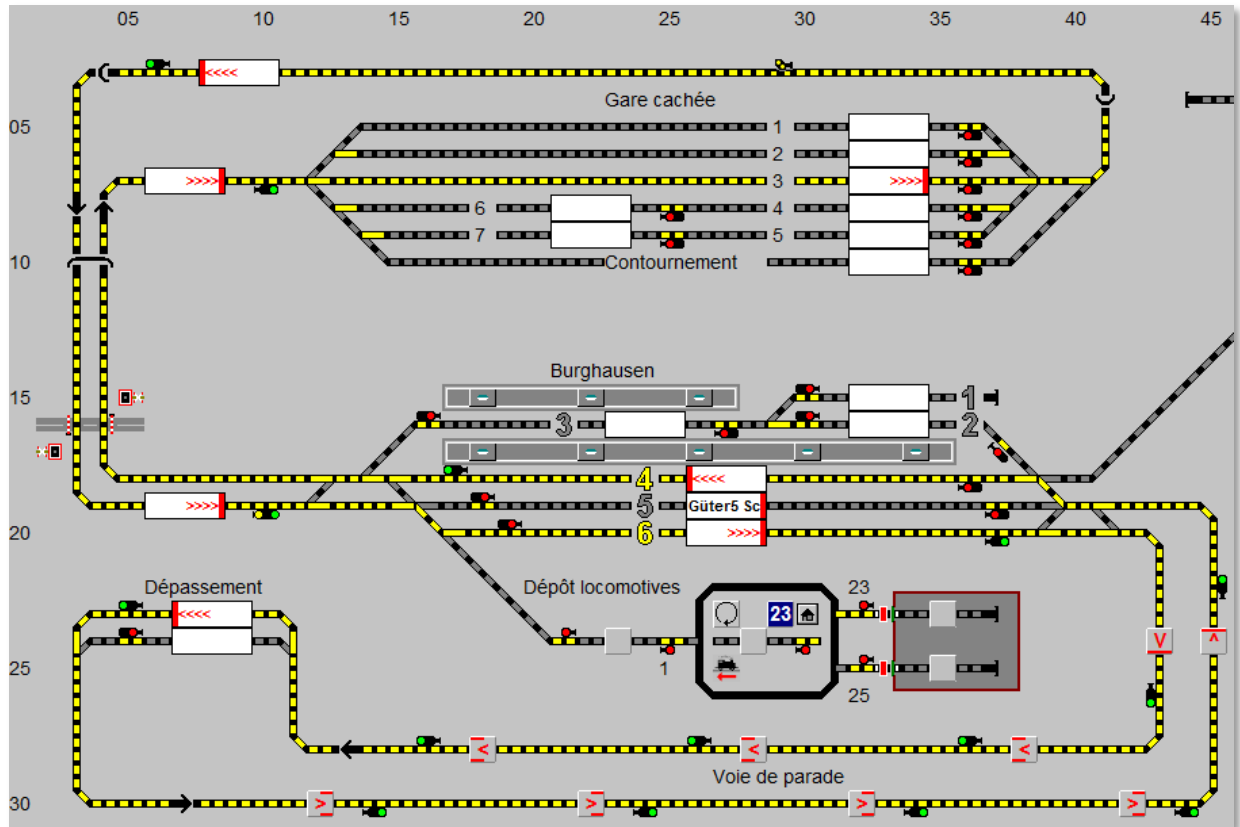 05 10 15 20 25 30 35 40 45
<<<<
Gare cachée
05 1
2
>>>> 3 >>>>
6 4
7 5
10 Contournement
Burghausen
15 1
3 2
4 <<<<
>>>> 5 Güter5 Sc
20 6 >>>>
Dépassement Dépôt locomotives 23
<<<< 23
V ^
25 1
25
< < <
Voie de parade
30 > > > >